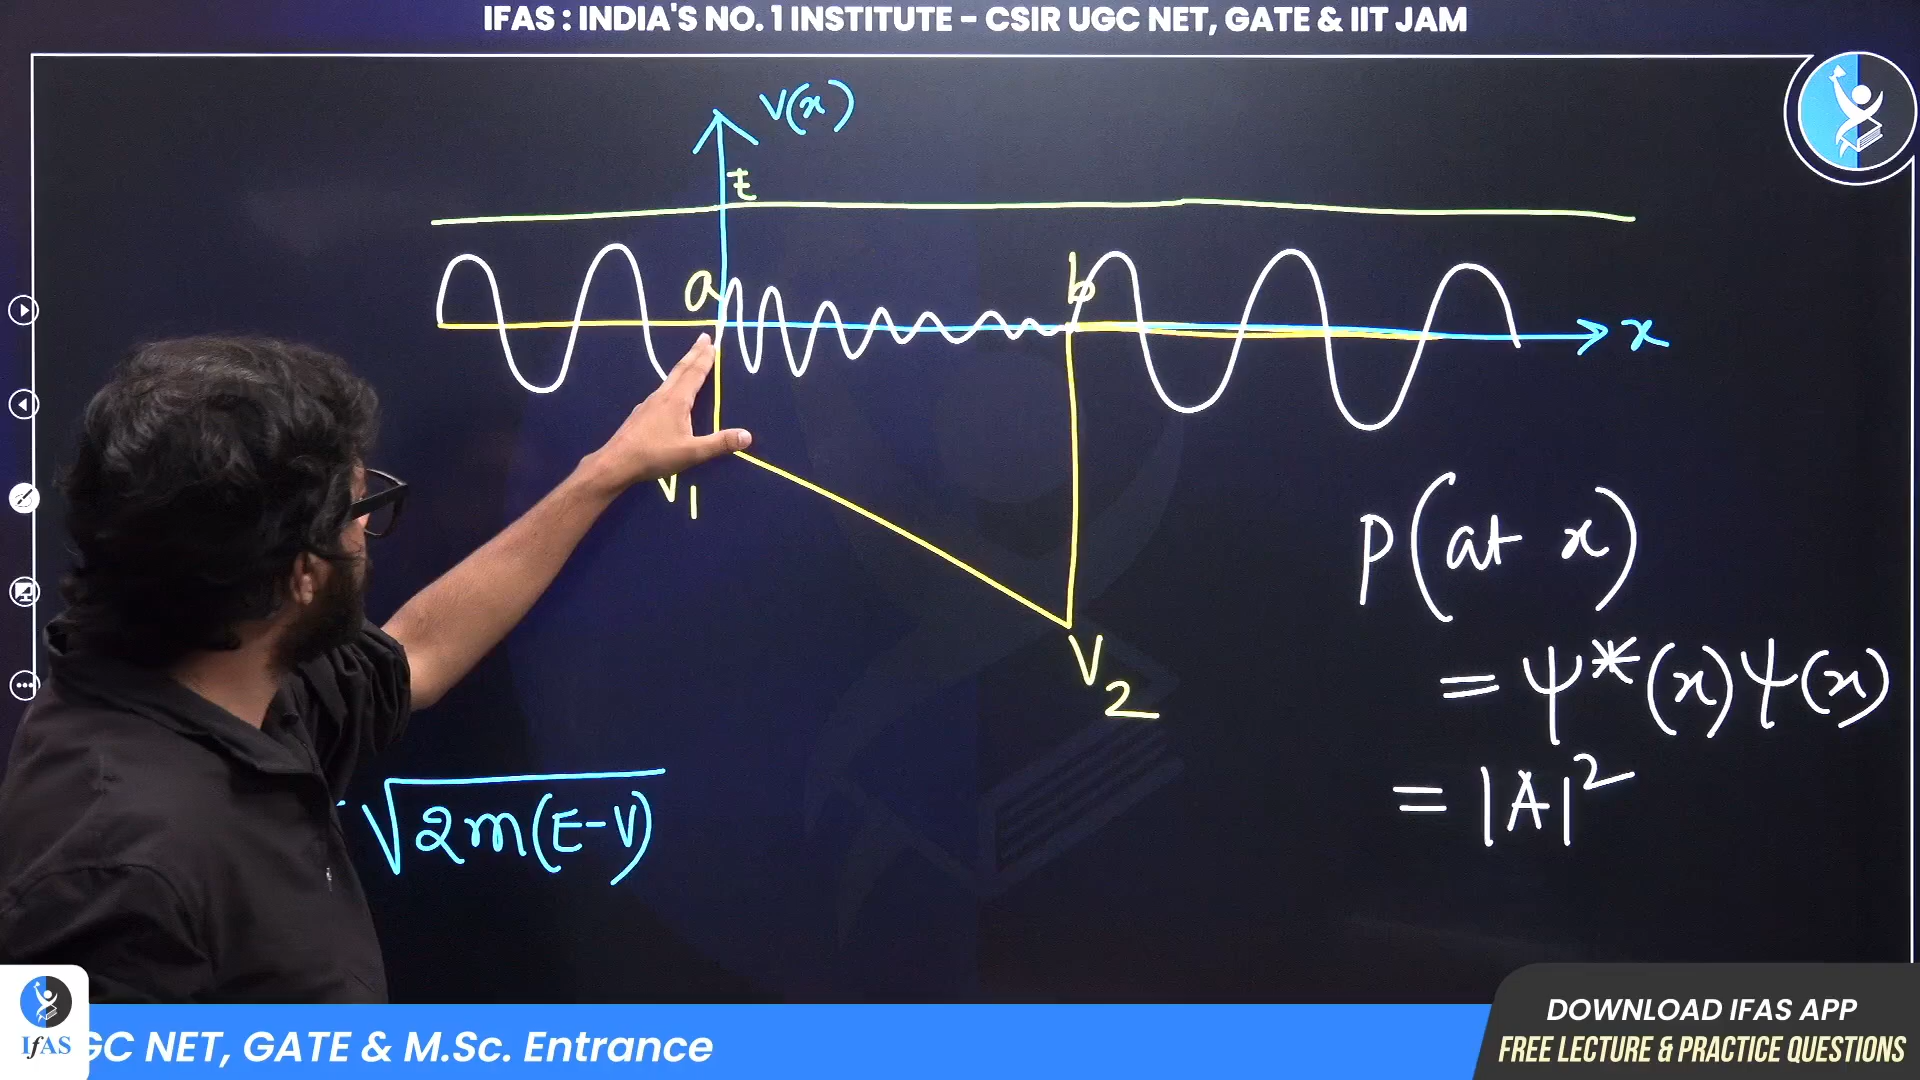 IFAS : INDIA'S NO. 1 INSTITUTE - CSIR UGC NET, GATE & IIT JAM
V(x)
E
a
b
x
V1
V2
P(at x)
= ψ*(x)ψ(x)
= |A|²
√2m(E-V)
IfAS
GC NET, GATE & M.Sc. Entrance
DOWNLOAD IFAS APP
FREE LECTURE & PRACTICE QUESTIONS